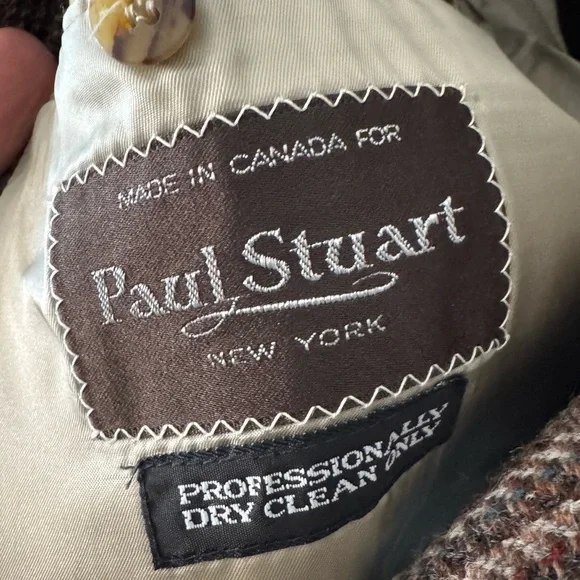 MADE IN CANADA FOR
Paul Stuart
NEW YORK
PROFESSIONALLY
DRY CLEAN ONLY